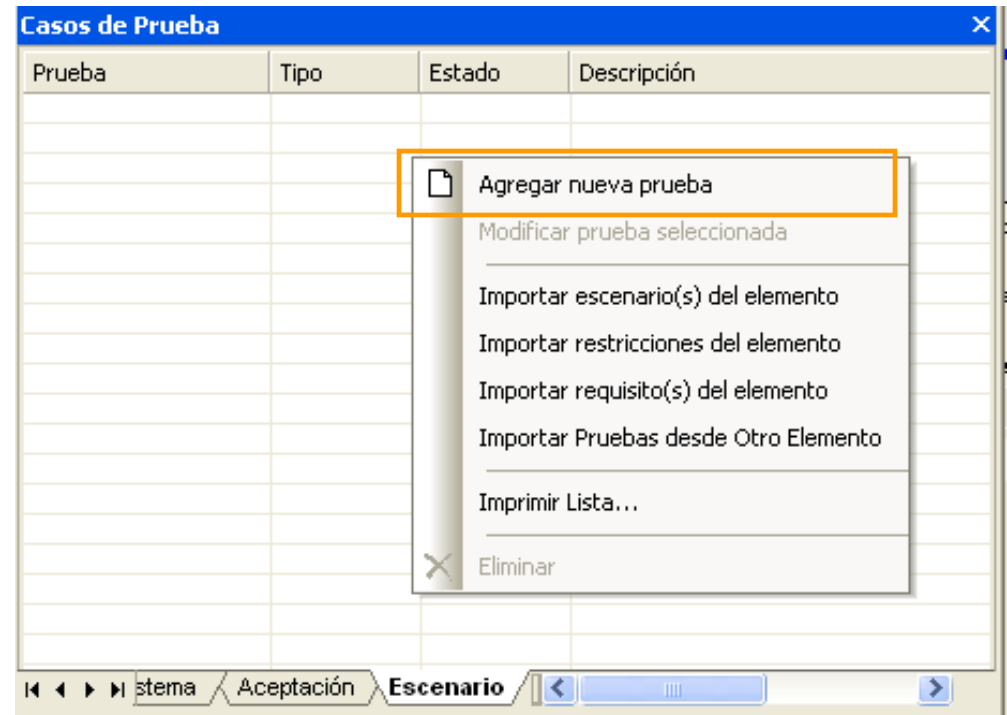 Casos de Prueba
Prueba Tipo Estado Descripción
Agregar nueva prueba
Modificar prueba seleccionada
Importar escenario(s) del elemento
Importar restricciones del elemento
Importar requisito(s) del elemento
Importar Pruebas desde Otro Elemento
Imprimir Lista...
Eliminar
stema Aceptación Escenario